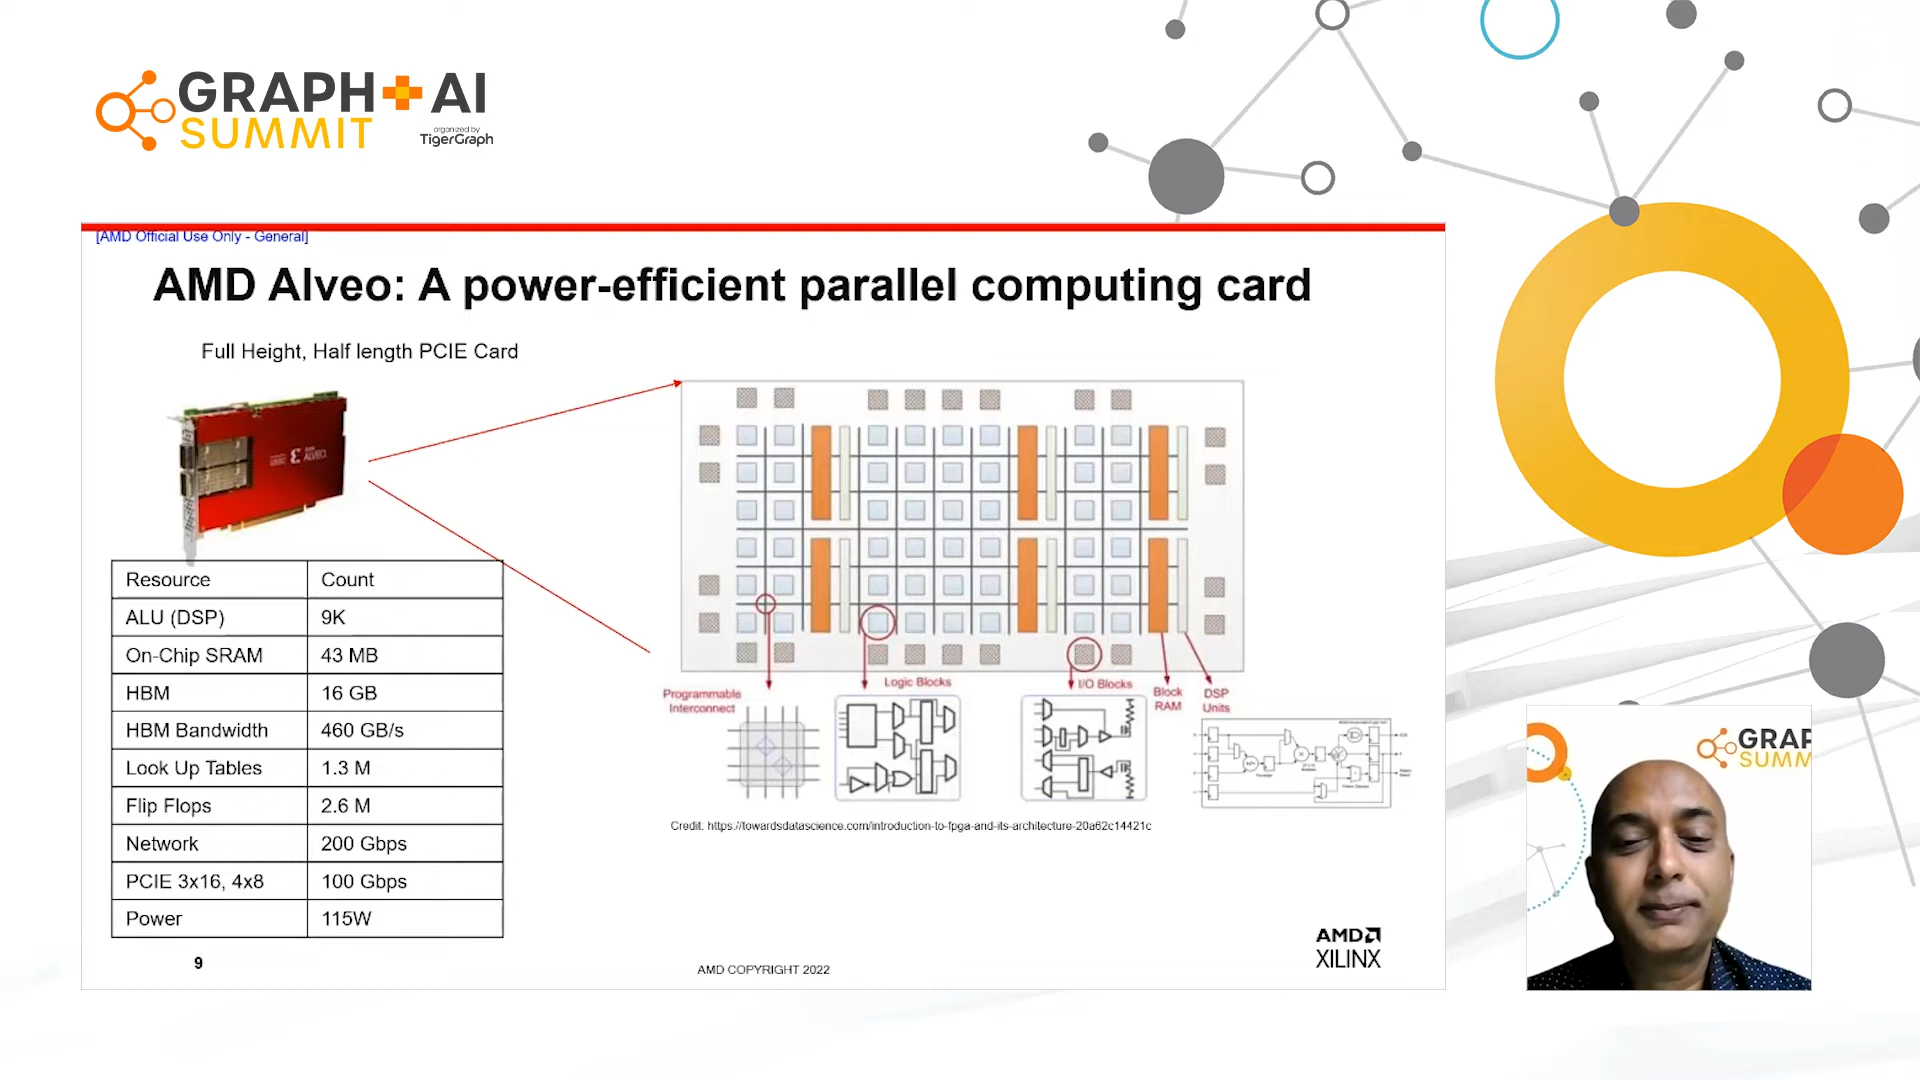 GRAPH+AI
SUMMIT
organized by
TigerGraph
[AMD Official Use Only - General]
AMD Alveo: A power-efficient parallel computing card
Full Height, Half length PCIE Card
ALVEO
Resource Count
ALU (DSP) 9K
On-Chip SRAM 43 MB
HBM 16 GB
HBM Bandwidth 460 GB/s
Look Up Tables 1.3 M
Flip Flops 2.6 M
Network 200 Gbps
PCIE 3x16, 4x8 100 Gbps
Power 115W
Programmable
Interconnect
Logic Blocks
I/O Blocks
Block
RAM
DSP
Units
Credit: https://towardsdatascience.com/introduction-to-fpga-and-its-architecture-20a62c14421c
9
AMD COPYRIGHT 2022
AMD
XILINX
GRAP
SUMM